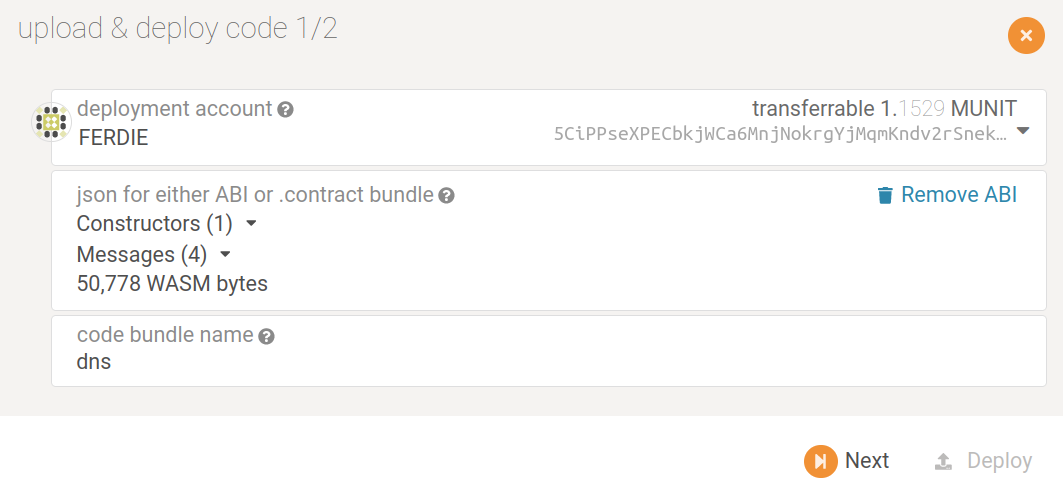 upload & deploy code 1/2
deployment account
transferrable 1.1529 MUNIT
FERDIE
5CiPPseXPECbkjWCa6MnjNokrgYjMqmKndv2rSnek…
json for either ABI or .contract bundle
Remove ABI
Constructors (1)
Messages (4)
50,778 WASM bytes
code bundle name
dns
Next
Deploy